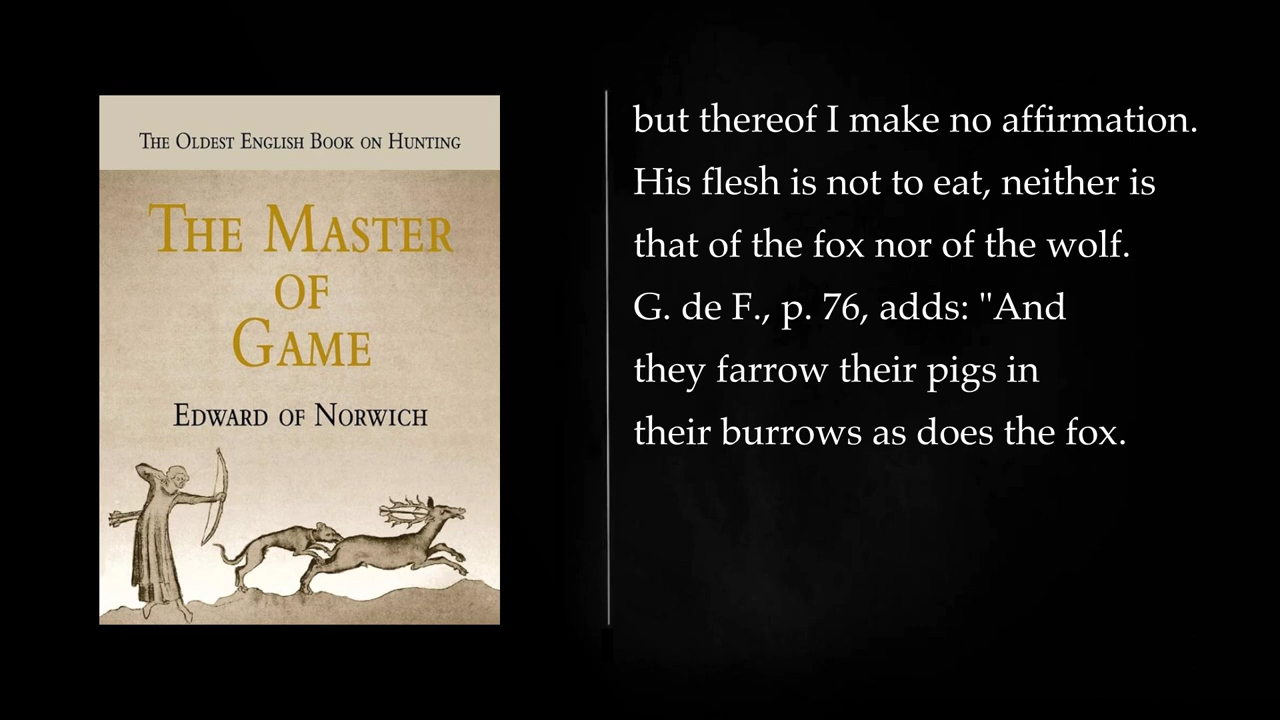 The Oldest English Book on Hunting
The Master
of
Game
Edward of Norwich
but thereof I make no affirmation.
His flesh is not to eat, neither is
that of the fox nor of the wolf.
G. de F., p. 76, adds: "And
they farrow their pigs in
their burrows as does the fox.